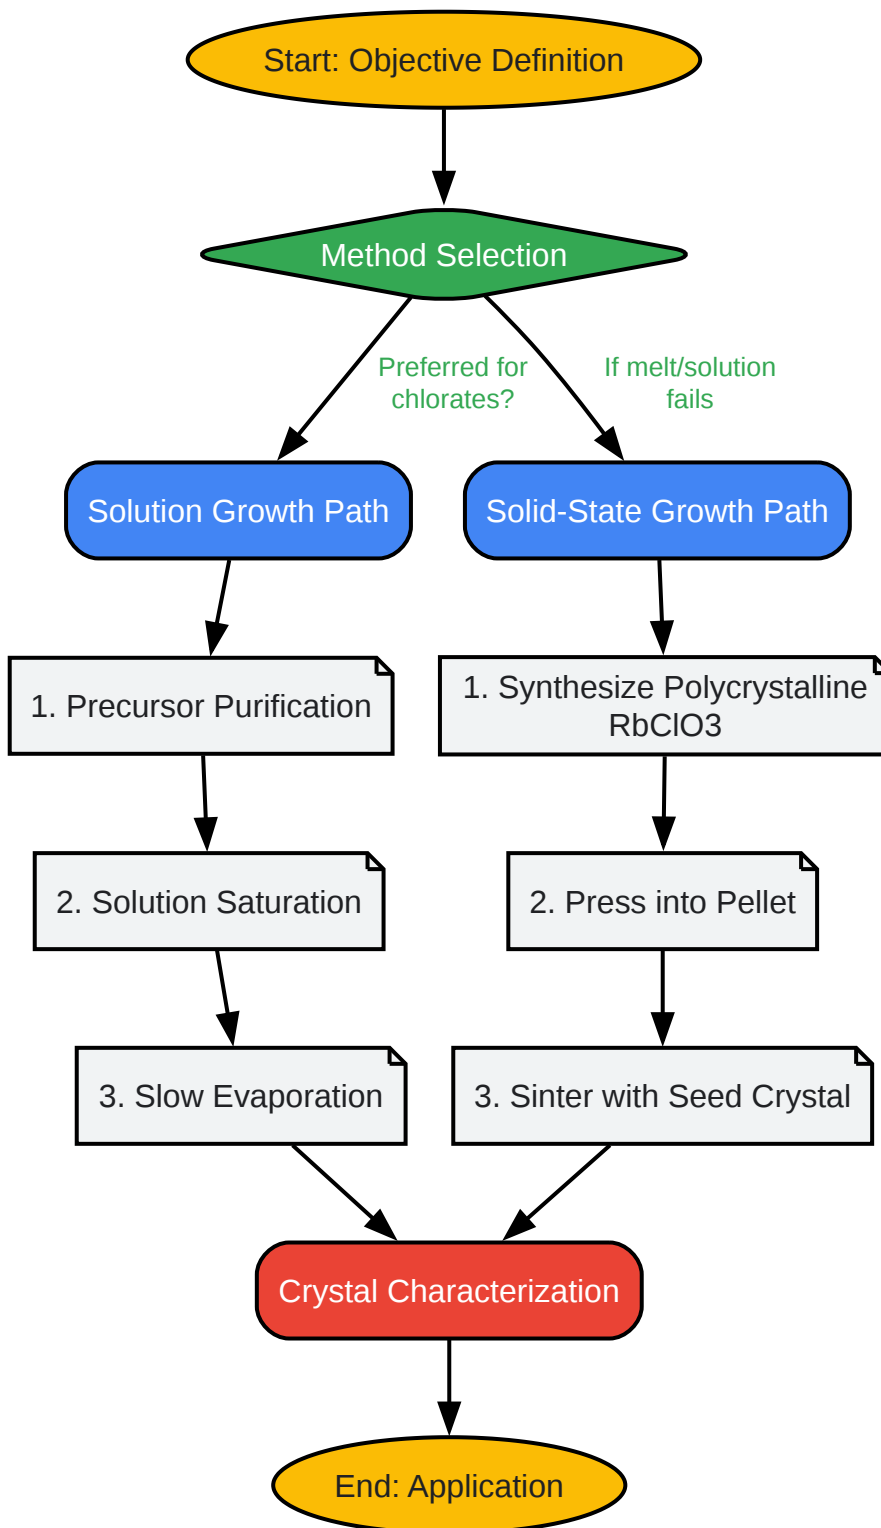 Start: Objective Definition
Method Selection
Preferred for
chlorates?
If melt/solution
fails
Solution Growth Path
Solid-State Growth Path
1. Precursor Purification
1. Synthesize Polycrystalline
RbClO3
2. Solution Saturation
2. Press into Pellet
3. Slow Evaporation
3. Sinter with Seed Crystal
Crystal Characterization
End: Application